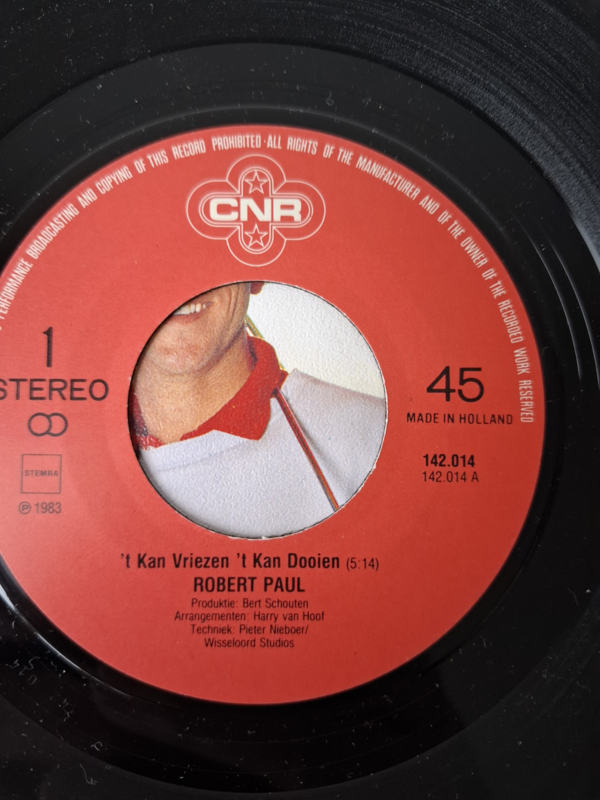 PERFORMANCE BROADCASTING AND COPYING OF THIS RECORD PROHIBITED·ALL RIGHTS OF THE MANUFACTURER AND OF THE OWNER OF THE RECORDED WORK RESERVED
CNR
1
STEREO
STEMRA
℗ 1983
45
MADE IN HOLLAND
142.014
142.014 A
't Kan Vriezen 't Kan Dooien (5:14)
ROBERT PAUL
Produktie: Bert Schouten
Arrangementen: Harry van Hoof
Techniek: Pieter Nieboer/
Wisseloord Studios